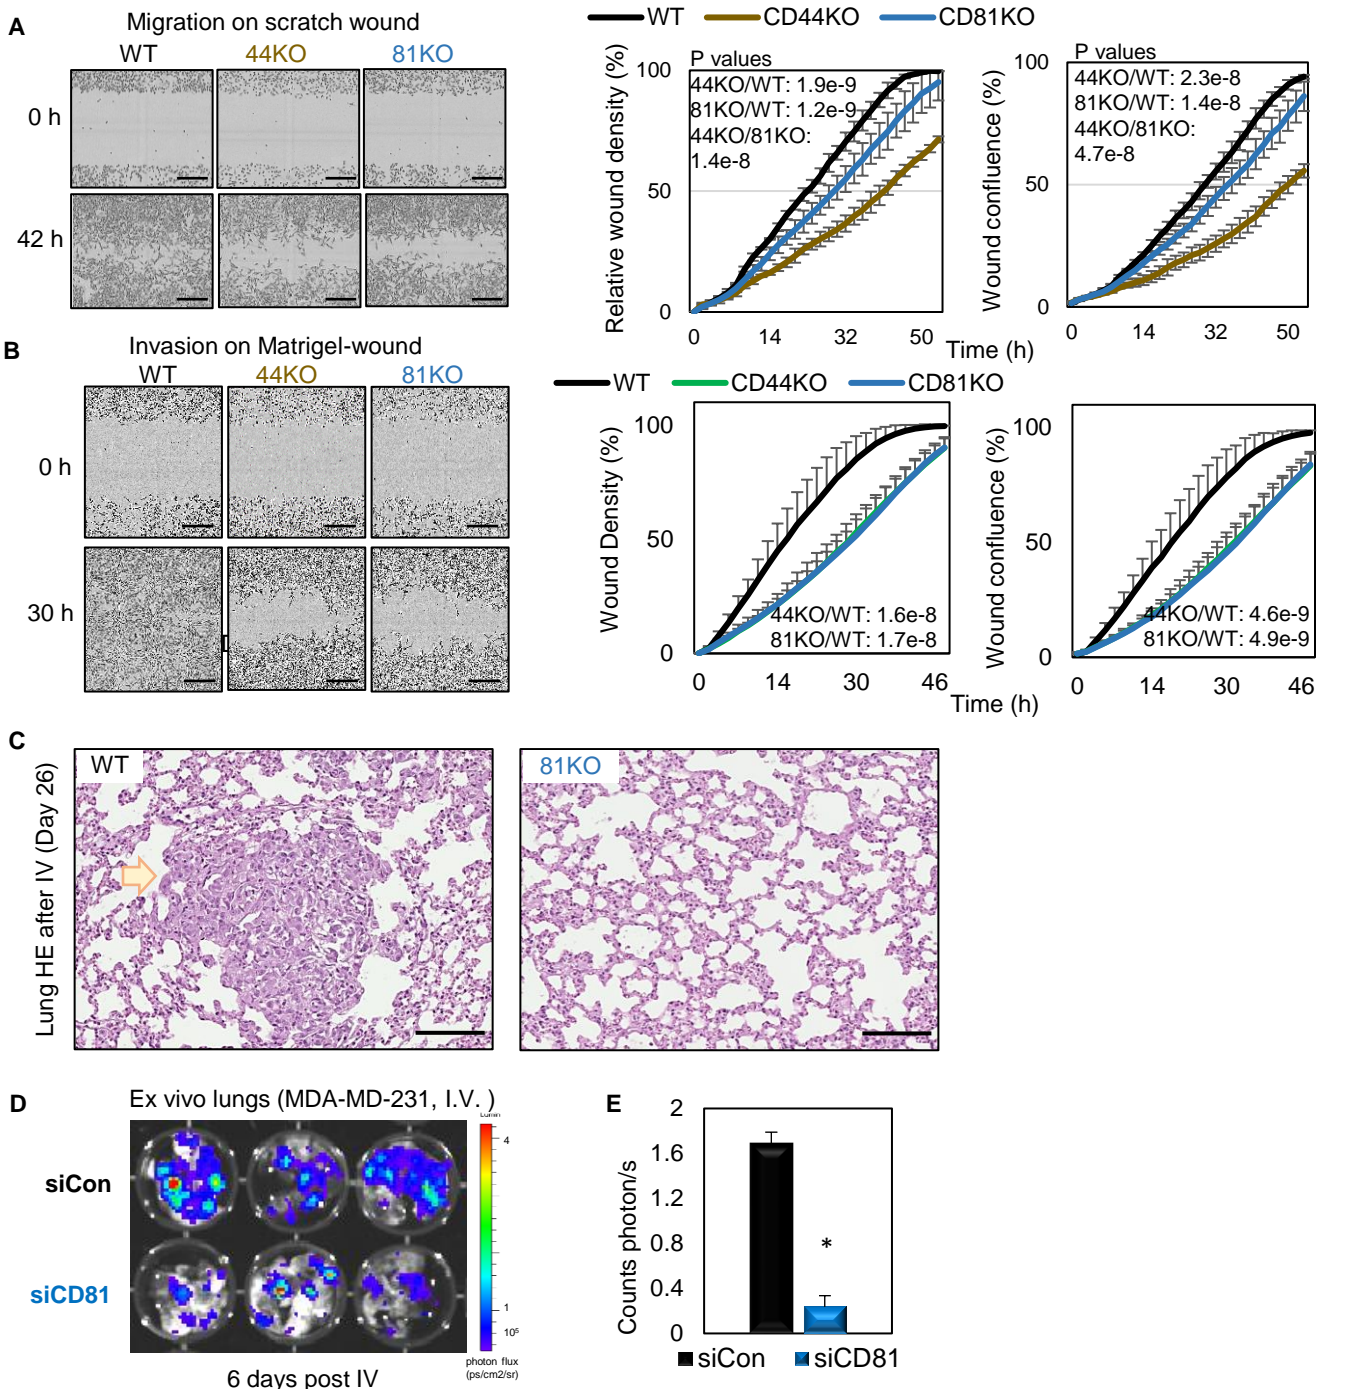 A
Migration on scratch wound
WT
44KO
81KO
0 h
42 h
WT
CD44KO
CD81KO
Relative wound density (%)
100
50
0
P values
44KO/WT: 1.9e-9
81KO/WT: 1.2e-9
44KO/81KO:
1.4e-8
0 14 32 50
Wound confluence (%)
100
50
0
P values
44KO/WT: 2.3e-8
81KO/WT: 1.4e-8
44KO/81KO:
4.7e-8
0 14 32 50
Time (h)
B
Invasion on Matrigel-wound
WT
44KO
81KO
0 h
30 h
WT
CD44KO
CD81KO
Wound Density (%)
100
50
0
44KO/WT: 1.6e-8
81KO/WT: 1.7e-8
0 14 30 46
Wound confluence (%)
100
50
0
44KO/WT: 4.6e-9
81KO/WT: 4.9e-9
0 14 30 46
Time (h)
C
Lung HE after IV (Day 26)
WT
81KO
D
Ex vivo lungs (MDA-MD-231, I.V. )
siCon
siCD81
4
1
10⁵
photon flux
(ps/cm2/sr)
6 days post IV
E
Counts photon/s
2
1.6
1.2
0.8
0.4
0
*
siCon
siCD81